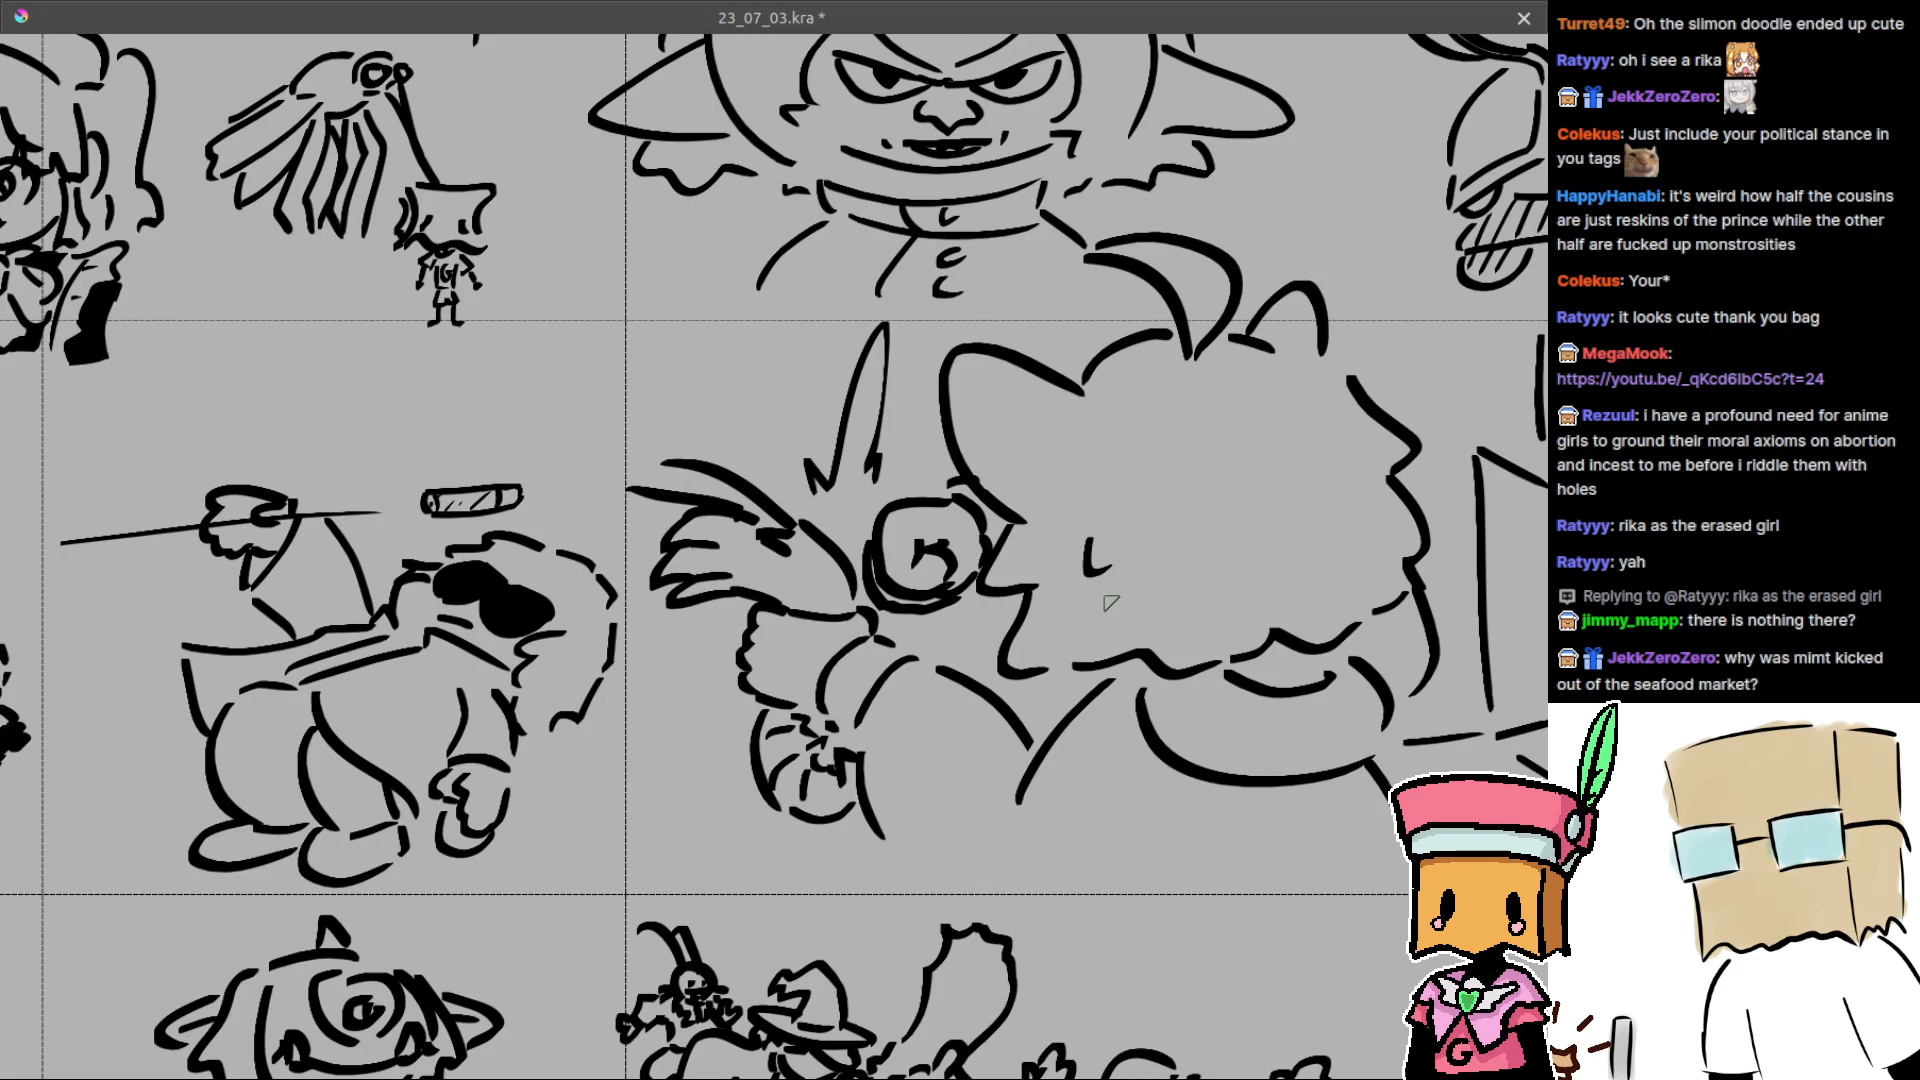 23_07_03.kra *
Turret49: Oh the slimon doodle ended up cute
Ratyyy: oh i see a rika
JekkZeroZero:
Colekus: Just include your political stance in
you tags
HappyHanabi: it's weird how half the cousins
are just reskins of the prince while the other
half are fucked up monstrosities
Colekus: Your*
Ratyyy: it looks cute thank you bag
MegaMook:
https://youtu.be/_qKcd6lbC5c?t=24
Rezuul: i have a profound need for anime
girls to ground their moral axioms on abortion
and incest to me before i riddle them with
holes
Ratyyy: rika as the erased girl
Ratyyy: yah
Replying to @Ratyyy: rika as the erased girl
jimmy_mapp: there is nothing there?
JekkZeroZero: why was mimt kicked
out of the seafood market?
G
G